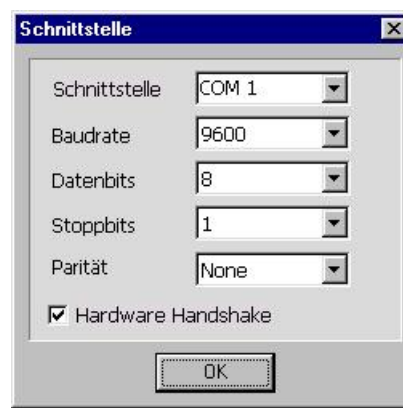 Schnittstelle
Schnittstelle COM 1
Baudrate 9600
Datenbits 8
Stoppbits 1
Parität None
Hardware Handshake
OK